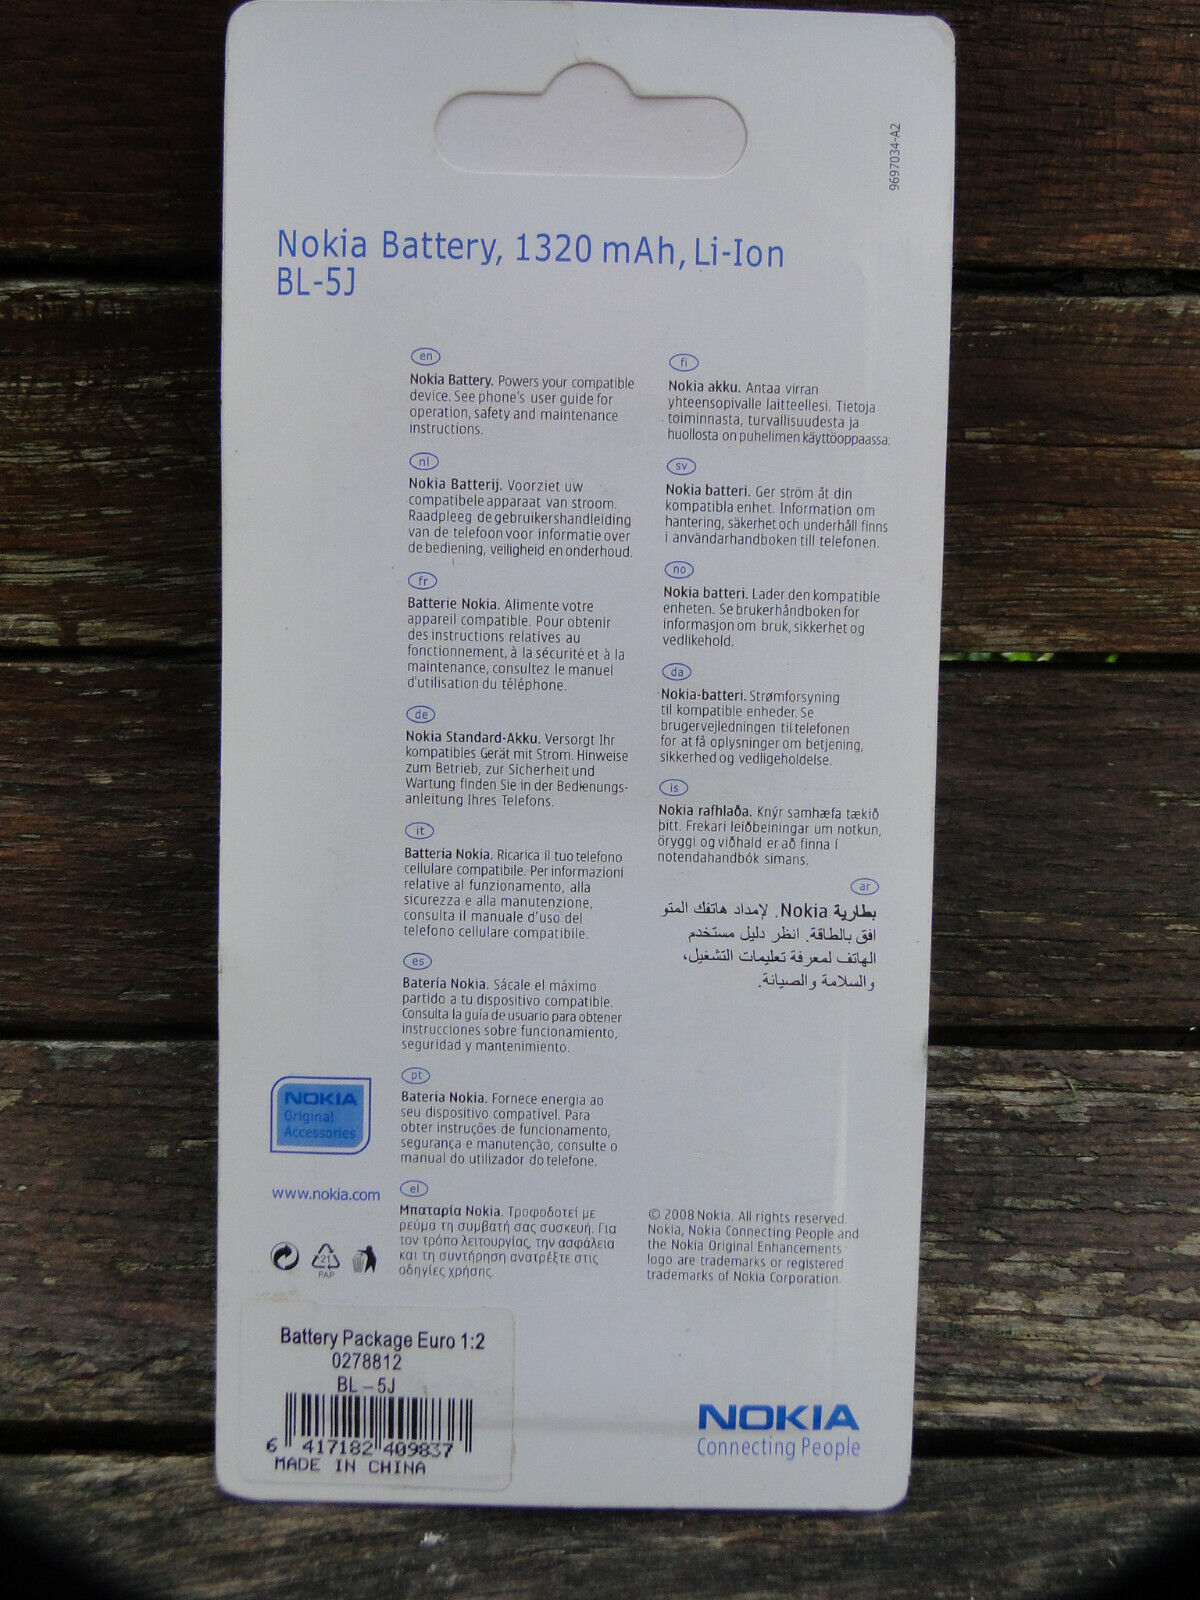 9697034-A2
Nokia Battery, 1320 mAh, Li-Ion
BL-5J
en
Nokia Battery. Powers your compatible
device. See phone's user guide for
operation, safety and maintenance
instructions.
nl
Nokia Batterij. Voorziet uw
compatibele apparaat van stroom.
Raadpleeg de gebruikershandleiding
van de telefoon voor informatie over
de bediening, veiligheid en onderhoud.
fr
Batterie Nokia. Alimente votre
appareil compatible. Pour obtenir
des instructions relatives au
fonctionnement, à la sécurité et à la
maintenance, consultez le manuel
d'utilisation du téléphone.
de
Nokia Standard-Akku. Versorgt Ihr
kompatibles Gerät mit Strom. Hinweise
zum Betrieb, zur Sicherheit und
Wartung finden Sie in der Bedienungs-
anleitung Ihres Telefons.
it
Batteria Nokia. Ricarica il tuo telefono
cellulare compatibile. Per informazioni
relative al funzionamento, alla
sicurezza e alla manutenzione,
consulta il manuale d'uso del
telefono cellulare compatibile.
es
Batería Nokia. Sácale el máximo
partido a tu dispositivo compatible.
Consulta la guía de usuario para obtener
instrucciones sobre funcionamiento,
seguridad y mantenimiento.
pt
Bateria Nokia. Fornece energia ao
seu dispositivo compatível. Para
obter instruções de funcionamento,
segurança e manutenção, consulte o
manual do utilizador do telefone.
el
Μπαταρία Nokia. Τροφοδοτεί με
ρεύμα τη συμβατή σας συσκευή. Για
τον τρόπο λειτουργίας, την ασφάλεια
και τη συντήρηση ανατρέξτε στις
οδηγίες χρήσης.
fi
Nokia akku. Antaa virran
yhteensopivalle laitteellesi. Tietoja
toiminnasta, turvallisuudesta ja
huollosta on puhelimen käyttöoppaassa.
sv
Nokia batteri. Ger ström åt din
kompatibla enhet. Information om
hantering, säkerhet och underhåll finns
i användarhandboken till telefonen.
no
Nokia batteri. Lader den kompatible
enheten. Se brukerhåndboken for
informasjon om bruk, sikkerhet og
vedlikehold.
da
Nokia-batteri. Strømforsyning
til kompatible enheder. Se
brugervejledningen til telefonen
for at få oplysninger om betjening,
sikkerhed og vedligeholdelse.
is
Nokia rafhlaða. Knýr samhæfa tækið
þitt. Frekari leiðbeiningar um notkun,
öryggi og viðhald er að finna í
notendahandbók símans.
ar
بطارية Nokia. لإمداد هاتفك المتو
افق بالطاقة. انظر دليل مستخدم
الهاتف لمعرفة تعليمات التشغيل،
والسلامة والصيانة.
NOKIA
Original
Accessories
www.nokia.com
21
PAP
© 2008 Nokia. All rights reserved.
Nokia, Nokia Connecting People and
the Nokia Original Enhancements
logo are trademarks or registered
trademarks of Nokia Corporation.
Battery Package Euro 1:2
0278812
BL-5J
6 417182 409837
MADE IN CHINA
NOKIA
Connecting People